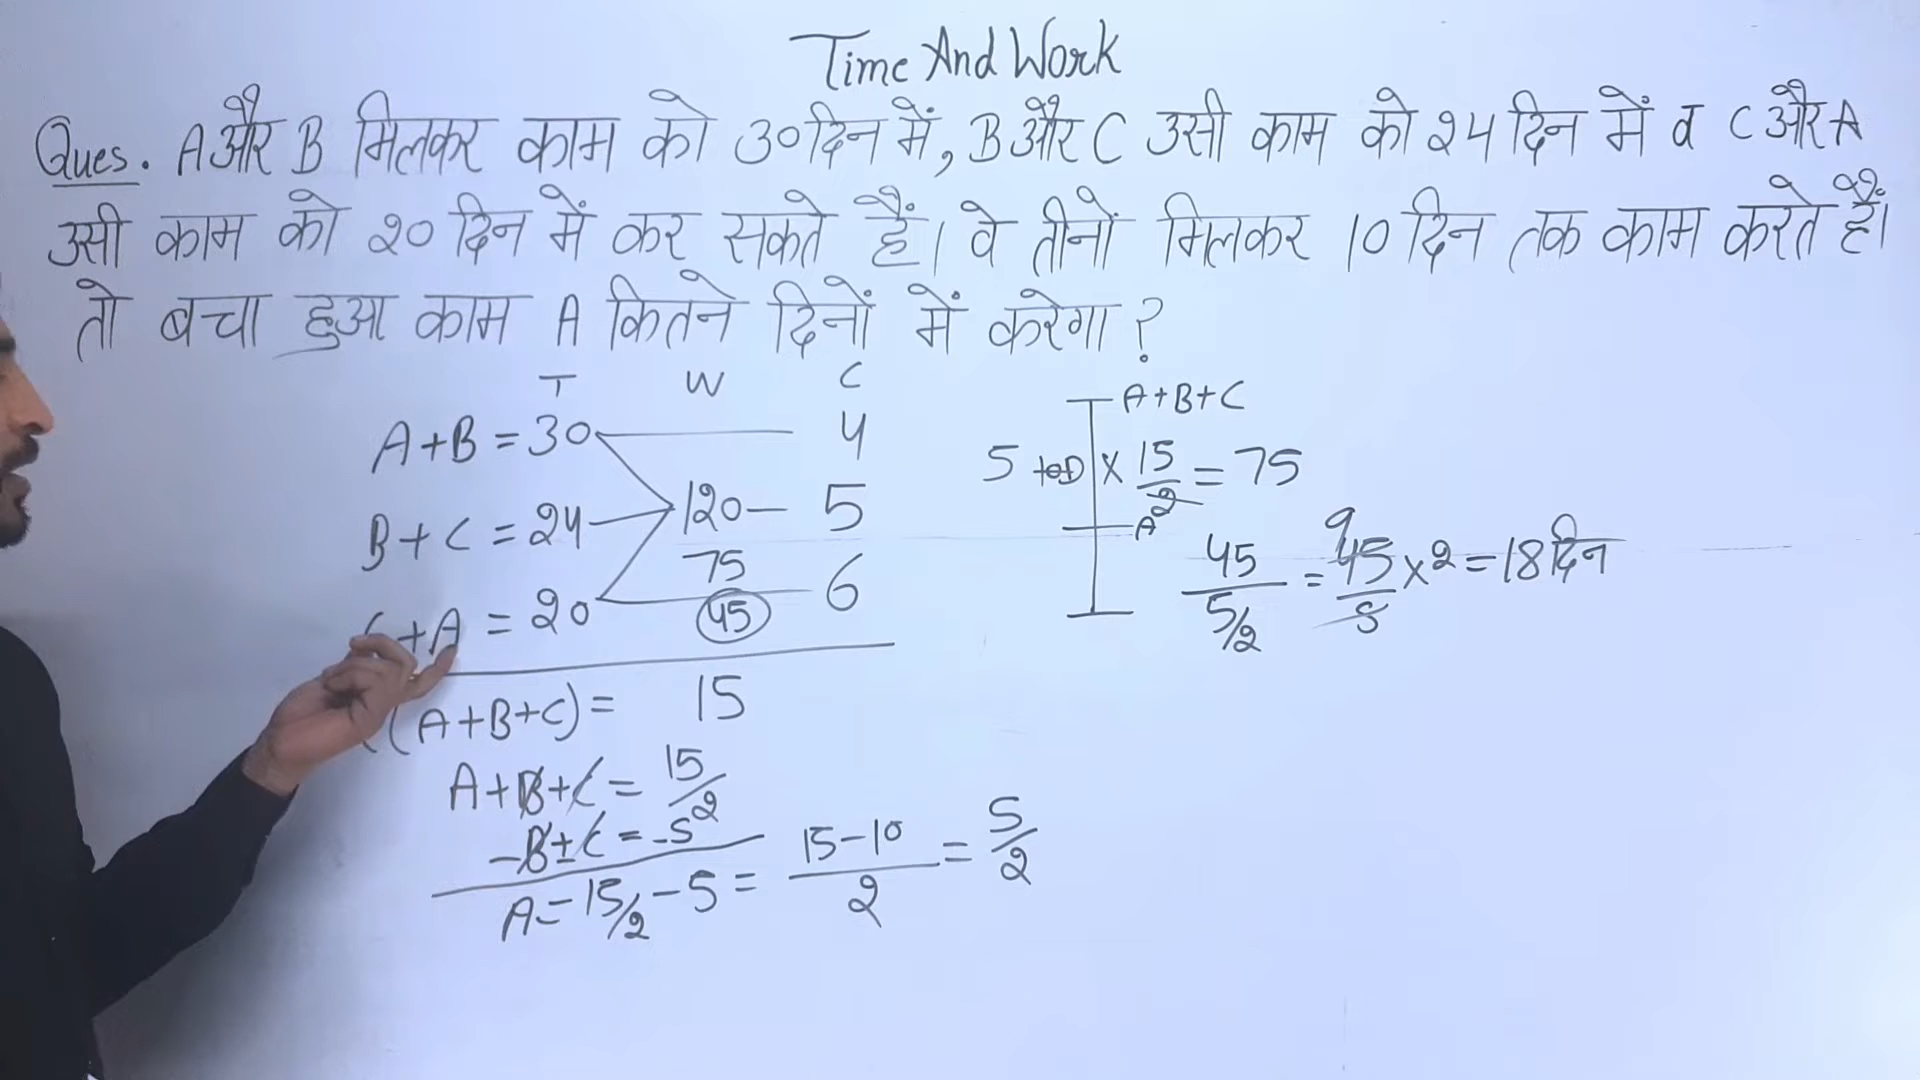 Time And Work
Ques. A और B मिलकर काम को 30 दिन में, B और C उसी काम को 24 दिन में व C और A
उसी काम को 20 दिन में कर सकते हैं। वे तीनों मिलकर 10 दिन तक काम करते हैं।
तो बचा हुआ काम A कितने दिनों में करेगा ?
T W C
A+B = 30 4
B+C = 24 120 - 5
75
C+A = 20 45 6
(A+B+C) = 15
A+B+C = 15/2
-B±C = -5
A = 15/2 - 5 = 15-10/2 = 5/2
A+B+C
5 10D × 15/2 = 75
A
45/5/2 = 45/5 × 2 = 18 दिन
9